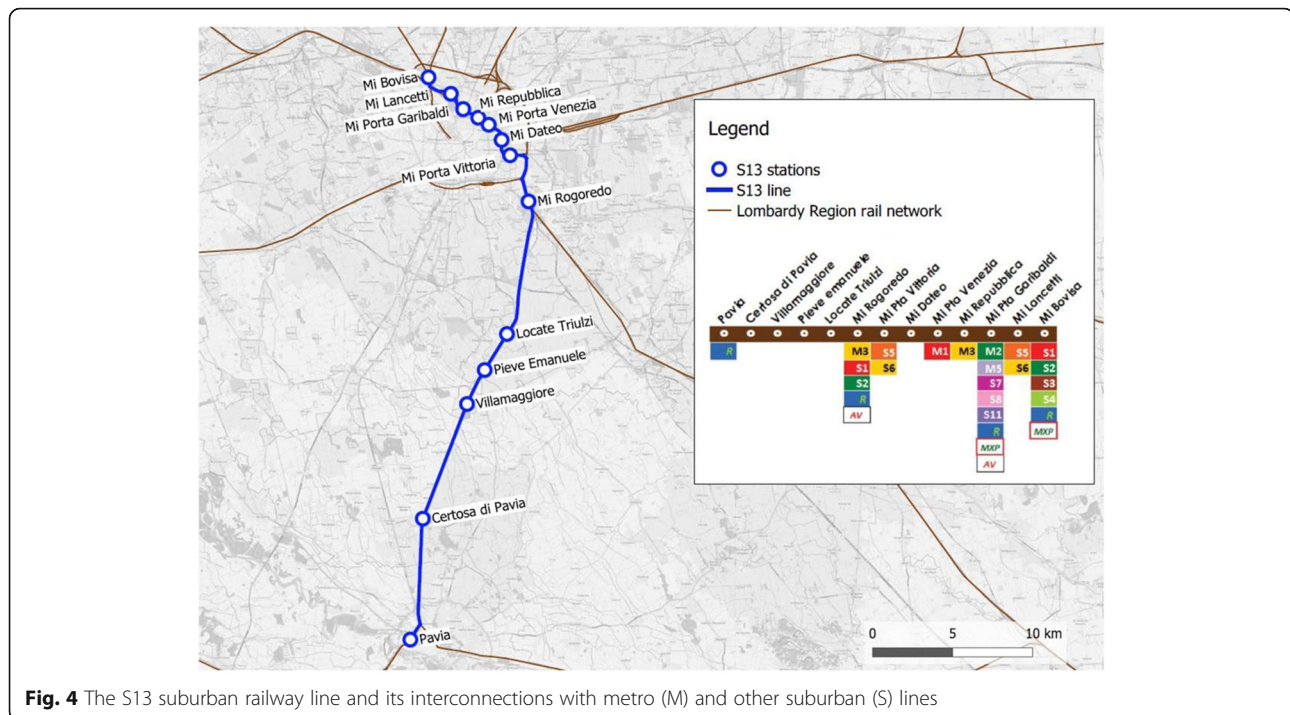 Mi Bovisa
Mi Lancetti
Mi Repubblica
Mi Porta Garibaldi
Mi Porta Venezia
Mi Dateo
Mi Porta Vittoria
Mi Rogoredo
Locate Triulzi
Pieve Emanuele
Villamaggiore
Certosa di Pavia
Pavia
Legend
S13 stations
S13 line
Lombardy Region rail network
Pavia
Certosa di Pavia
Villamaggiore
Pieve emanuele
Locate Triulzi
Mi Rogoredo
Mi Pta Vittoria
Mi Dateo
Mi Pta Venezia
Mi Repubblica
Mi Pta Garibaldi
Mi Lancetti
Mi Bovisa
R M3 S5 M1 M3 M2 S5 S1
S1 S6 M5 S6 S2
S2 S7 S3
R S8 S4
AV S11 R
R MXP
MXP
AV
0 5 10 km
Fig. 4 The S13 suburban railway line and its interconnections with metro (M) and other suburban (S) lines